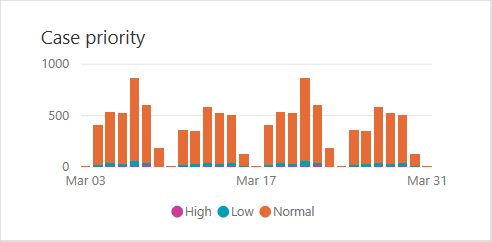 Case priority
1000
500
0
Mar 03 Mar 17 Mar 31
High Low Normal